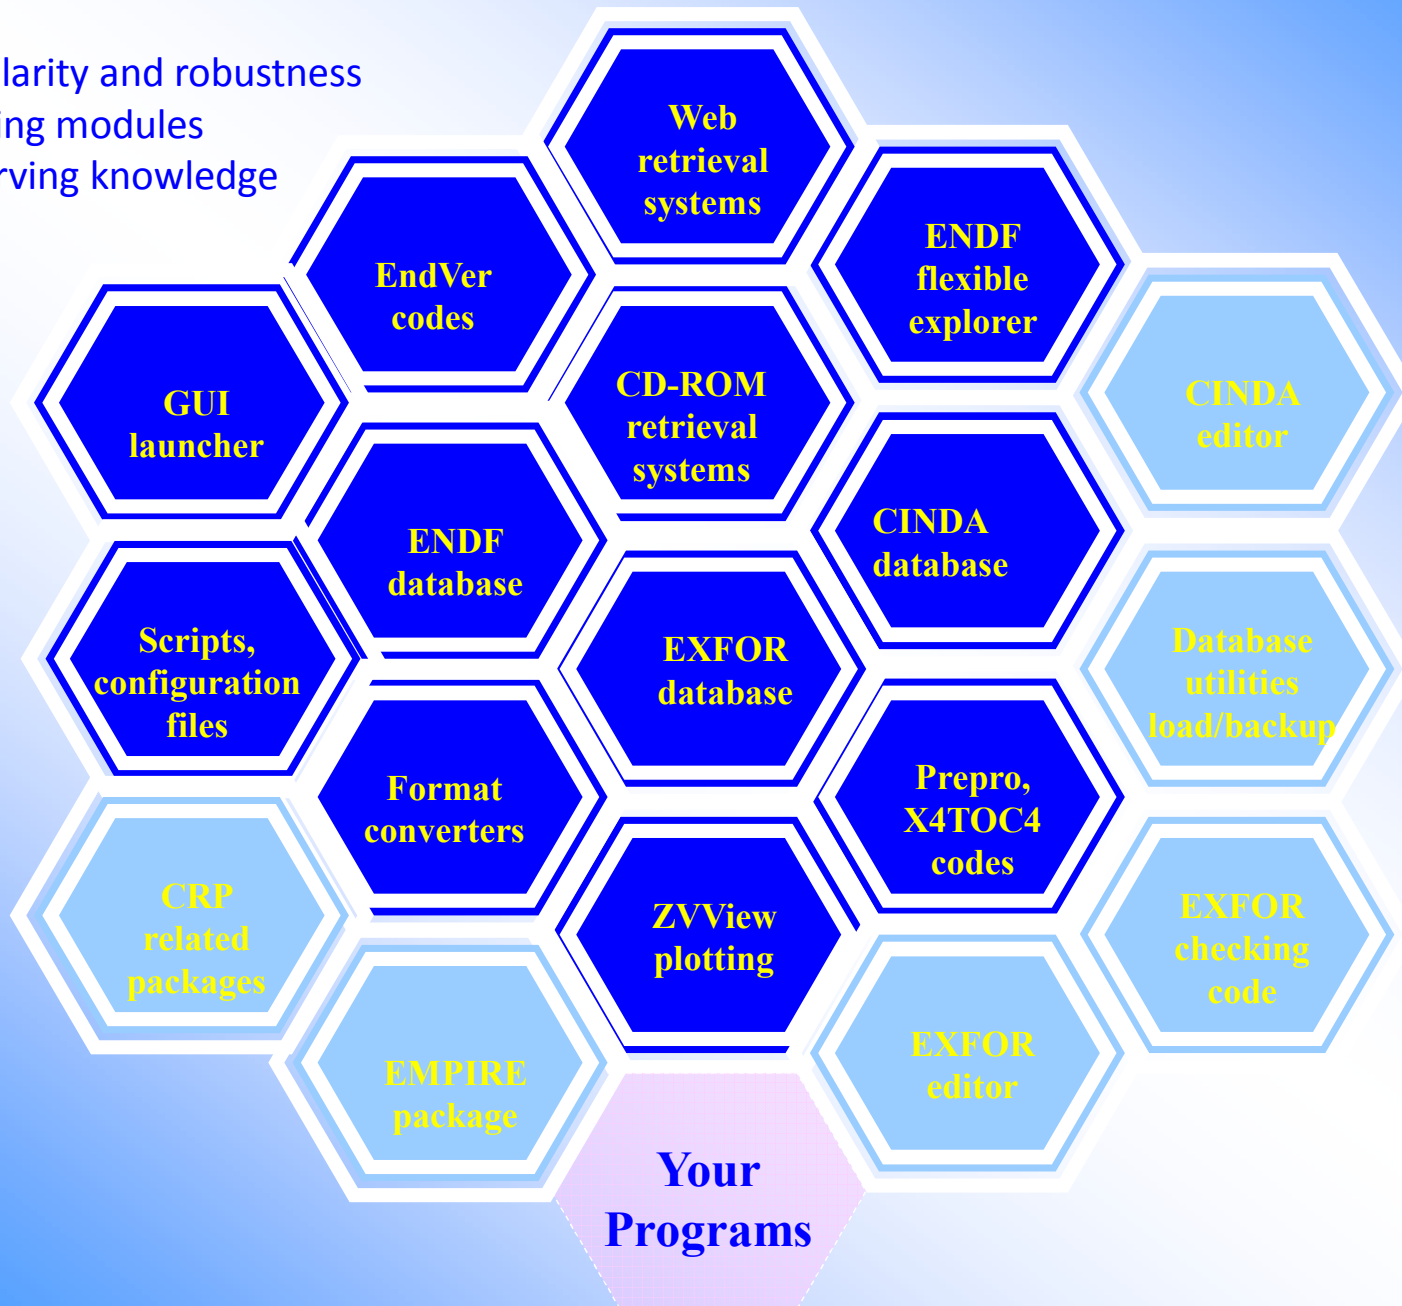 larity and robustness
ing modules
rving knowledge
Web
retrieval
systems
EndVer
codes
ENDF
flexible
explorer
GUI
launcher
CD-ROM
retrieval
systems
CINDA
editor
ENDF
database
CINDA
database
Scripts,
configuration
files
EXFOR
database
Database
utilities
load/backup
Format
converters
Prepro,
X4TOC4
codes
CRP
related
packages
ZVView
plotting
EXFOR
checking
code
EMPIRE
package
EXFOR
editor
Your
Programs